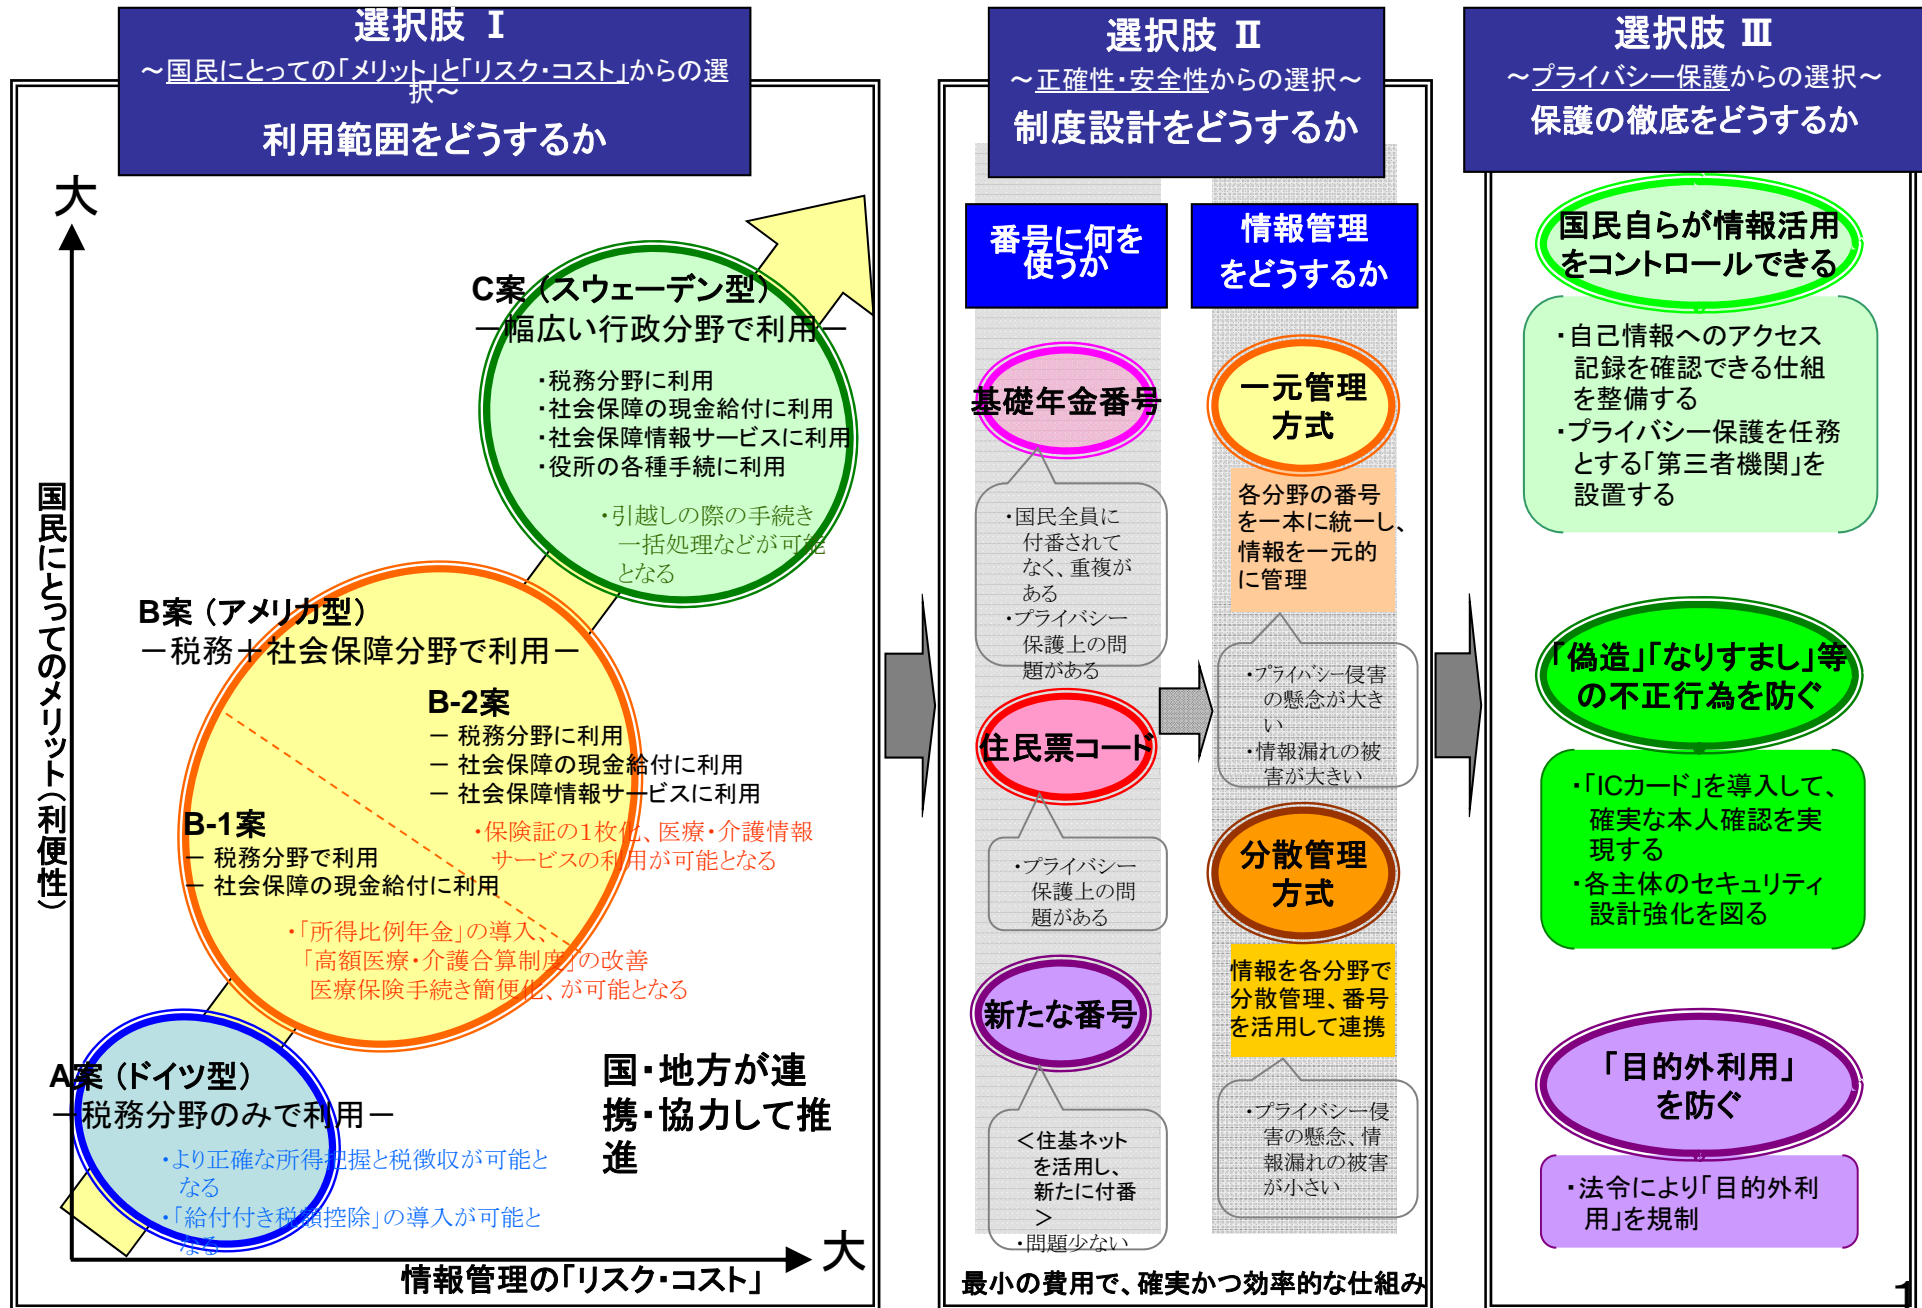 選択肢 Ⅰ
～国民にとっての「メリット」と「リスク・コスト」からの選
択～
利用範囲をどうするか
大
国民にとってのメリット（利便性）
C案（スウェーデン型）
－幅広い行政分野で利用－
・税務分野に利用
・社会保障の現金給付に利用
・社会保障情報サービスに利用
・役所の各種手続に利用
・引越しの際の手続き
一括処理などが可能
となる
B案（アメリカ型）
－税務＋社会保障分野で利用－
B-2案
－ 税務分野に利用
－ 社会保障の現金給付に利用
－ 社会保障情報サービスに利用
・保険証の1枚化、医療・介護情報
サービスの利用が可能となる
B-1案
－ 税務分野で利用
－ 社会保障の現金給付に利用
・「所得比例年金」の導入、
「高額医療・介護合算制度」の改善
医療保険手続き簡便化、が可能となる
A案（ドイツ型）
－税務分野のみで利用－
・より正確な所得把握と税徴収が可能と
なる
・「給付付き税額控除」の導入が可能と
なる
国・地方が連
携・協力して推
進
大
情報管理の「リスク・コスト」
選択肢 Ⅱ
～正確性・安全性からの選択～
制度設計をどうするか
番号に何を
使うか
基礎年金番号
・国民全員に
付番されて
なく、重複が
ある
・プライバシー
保護上の問
題がある
住民票コード
・プライバシー
保護上の問
題がある
新たな番号
＜住基ネット
を活用し、
新たに付番
＞
・問題少ない
情報管理
をどうするか
一元管理
方式
各分野の番号
を一本に統一し、
情報を一元的
に管理
・プライバシー侵害
の懸念が大き
い
・情報漏れの被
害が大きい
分散管理
方式
情報を各分野で
分散管理、番号
を活用して連携
・プライバシー侵
害の懸念、情
報漏れの被害
が小さい
最小の費用で、確実かつ効率的な仕組み
選択肢 Ⅲ
～プライバシー保護からの選択～
保護の徹底をどうするか
国民自らが情報活用
をコントロールできる
・自己情報へのアクセス
記録を確認できる仕組
を整備する
・プライバシー保護を任務
とする「第三者機関」を
設置する
「偽造」「なりすまし」等
の不正行為を防ぐ
・「ICカード」を導入して、
確実な本人確認を実
現する
・各主体のセキュリティ
設計強化を図る
「目的外利用」
を防ぐ
・法令により「目的外利
用」を規制
1